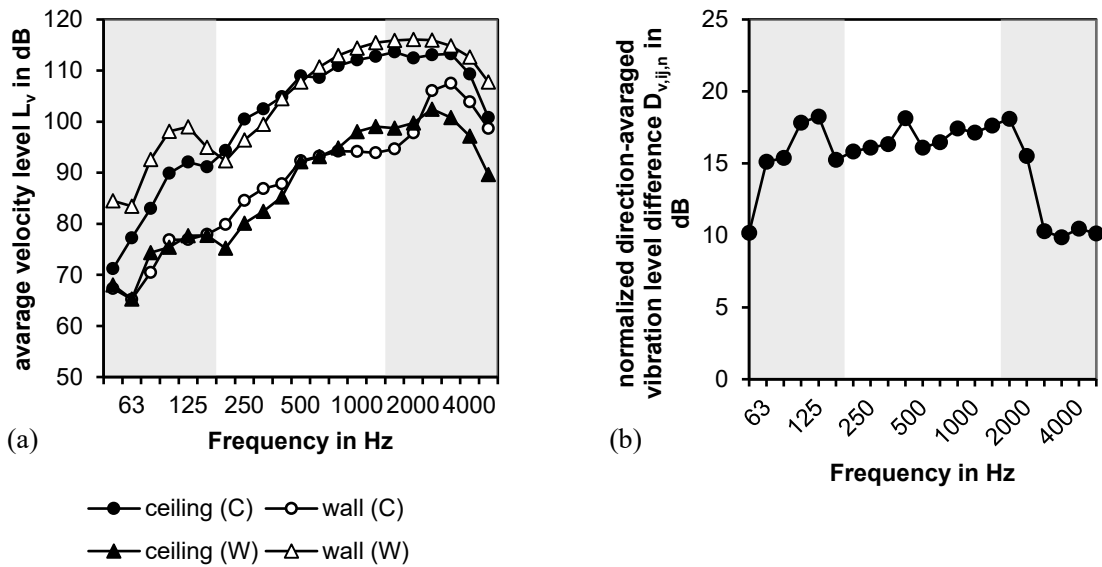 avarage velocity level Lv in dB
120
110
100
90
80
70
60
50
63 125 250 500 1000 2000 4000
Frequency in Hz
(a)
ceiling (C) wall (C)
ceiling (W) wall (W)
normalized direction-avaraged
vibration level difference Dv,ij,n in
dB
25
20
15
10
5
0
63 125 250 500 1000 2000 4000
Frequency in Hz
(b)